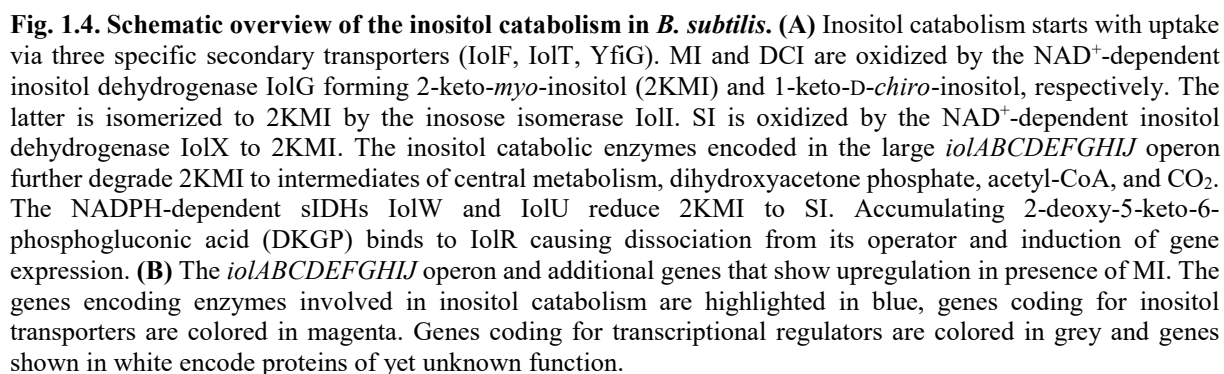 Fig. 1.4. Schematic overview of the inositol catabolism in B. subtilis. (A) Inositol catabolism starts with uptake
via three specific secondary transporters (IolF, IolT, YfiG). MI and DCI are oxidized by the NAD⁺-dependent
inositol dehydrogenase IolG forming 2-keto-myo-inositol (2KMI) and 1-keto-D-chiro-inositol, respectively. The
latter is isomerized to 2KMI by the inosose isomerase IolI. SI is oxidized by the NAD⁺-dependent inositol
dehydrogenase IolX to 2KMI. The inositol catabolic enzymes encoded in the large iolABCDEFGHIJ operon
further degrade 2KMI to intermediates of central metabolism, dihydroxyacetone phosphate, acetyl-CoA, and CO₂.
The NADPH-dependent sIDHs IolW and IolU reduce 2KMI to SI. Accumulating 2-deoxy-5-keto-6-
phosphogluconic acid (DKGP) binds to IolR causing dissociation from its operator and induction of gene
expression. (B) The iolABCDEFGHIJ operon and additional genes that show upregulation in presence of MI. The
genes encoding enzymes involved in inositol catabolism are highlighted in blue, genes coding for inositol
transporters are colored in magenta. Genes coding for transcriptional regulators are colored in grey and genes
shown in white encode proteins of yet unknown function.